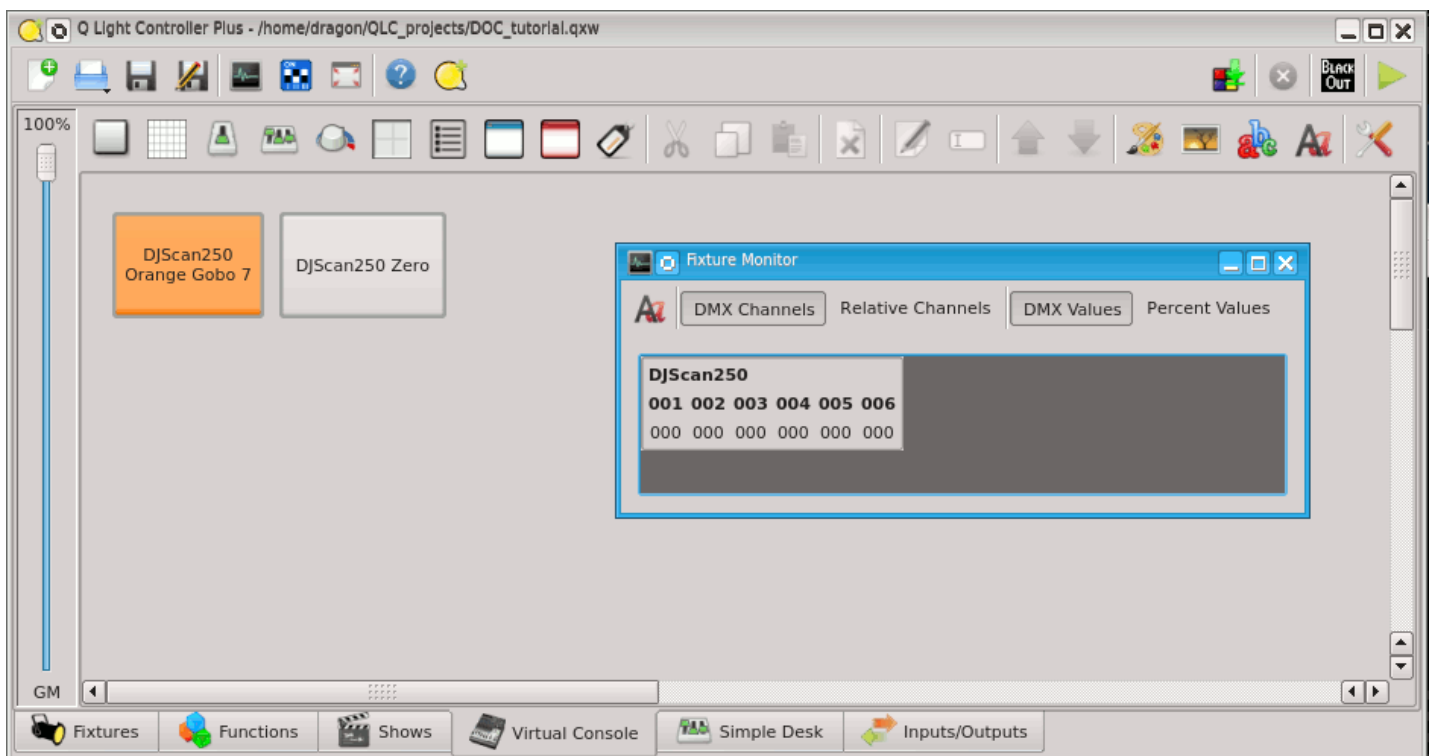 Q Light Controller Plus - /home/dragon/QLC_projects/DOC_tutorial.qxw
BLACK
OUT
100%
DJScan250
Orange Gobo 7
DJScan250 Zero
Fixture Monitor
DMX Channels
Relative Channels
DMX Values
Percent Values
DJScan250
001 002 003 004 005 006
000 000 000 000 000 000
GM
Fixtures
Functions
Shows
Virtual Console
Simple Desk
Inputs/Outputs